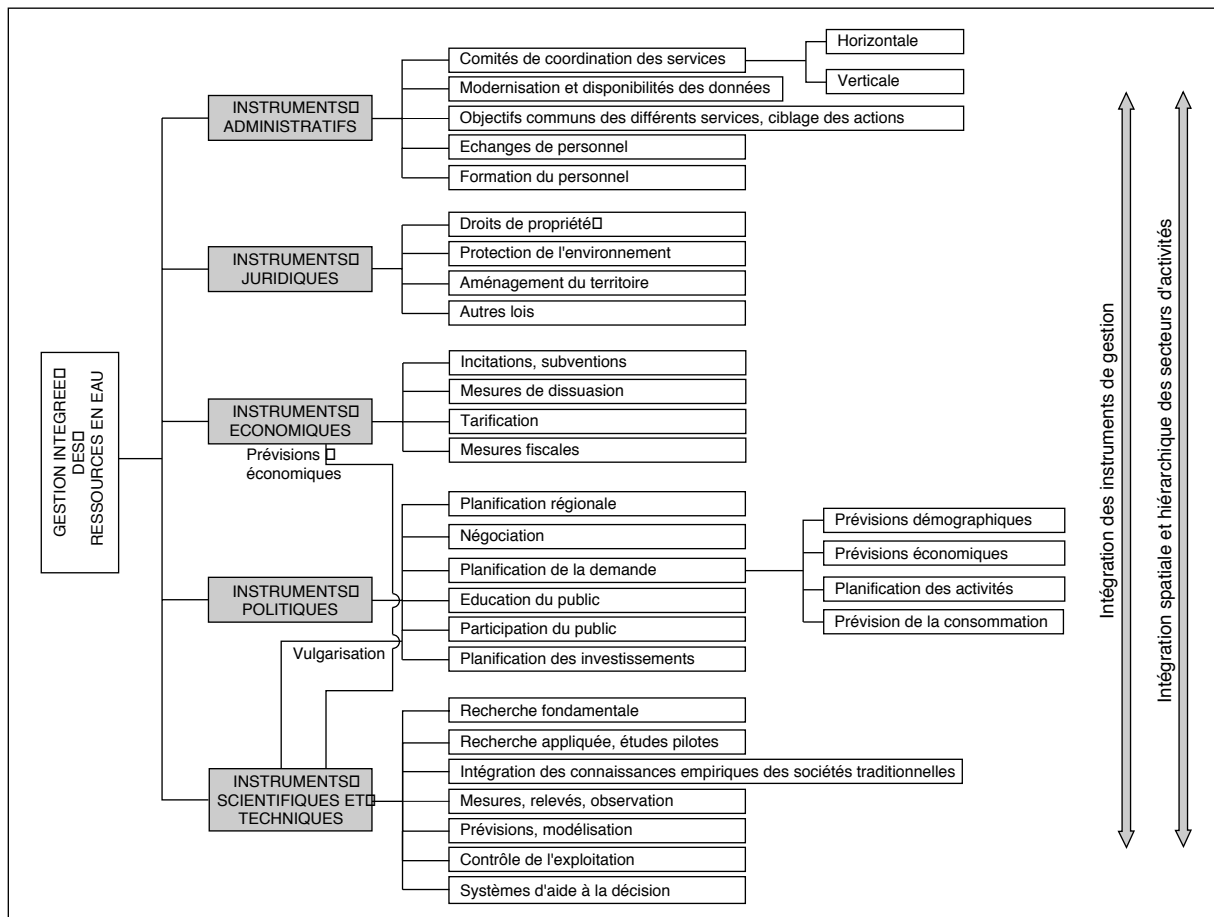 GESTION INTEGREE
DES
RESSOURCES EN EAU
INSTRUMENTS
ADMINISTRATIFS
Comités de coordination des services
Horizontale
Verticale
Modernisation et disponibilités des données
Objectifs communs des différents services, ciblage des actions
Echanges de personnel
Formation du personnel
INSTRUMENTS
JURIDIQUES
Droits de propriété
Protection de l'environnement
Aménagement du territoire
Autres lois
INSTRUMENTS
ECONOMIQUES
Incitations, subventions
Mesures de dissuasion
Tarification
Mesures fiscales
Prévisions
économiques
INSTRUMENTS
POLITIQUES
Planification régionale
Négociation
Planification de la demande
Prévisions démographiques
Prévisions économiques
Planification des activités
Prévision de la consommation
Education du public
Participation du public
Planification des investissements
Vulgarisation
INSTRUMENTS
SCIENTIFIQUES ET
TECHNIQUES
Recherche fondamentale
Recherche appliquée, études pilotes
Intégration des connaissances empiriques des sociétés traditionnelles
Mesures, relevés, observation
Prévisions, modélisation
Contrôle de l'exploitation
Systèmes d'aide à la décision
Intégration des instruments de gestion
Intégration spatiale et hiérarchique des secteurs d'activités